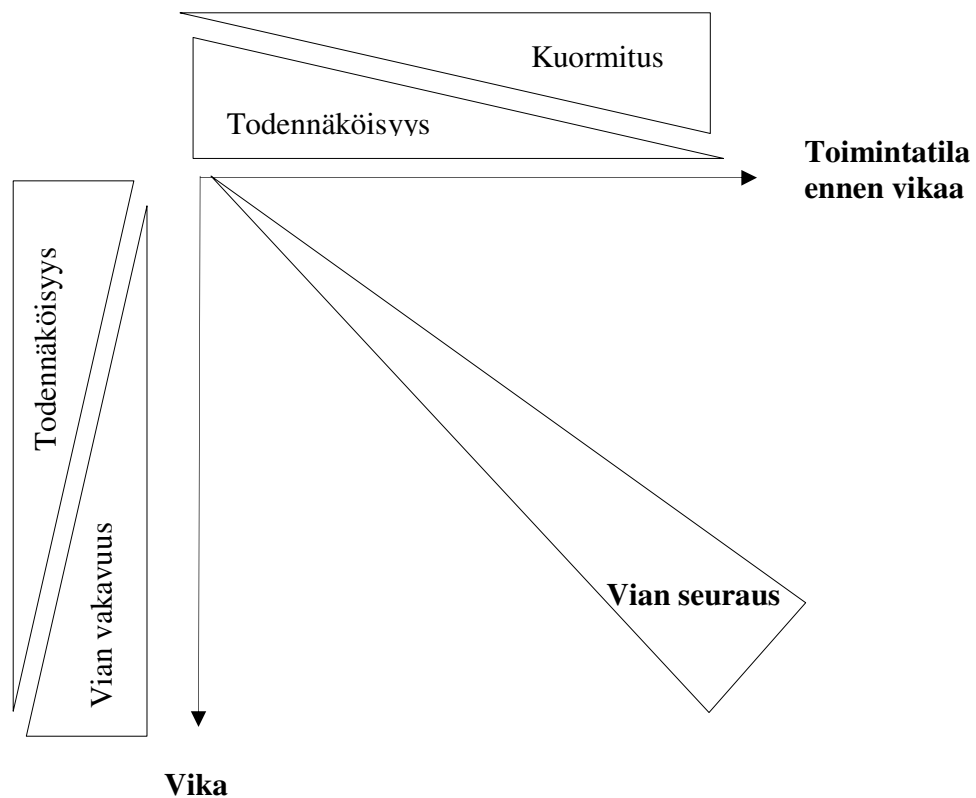 Kuormitus
Todennäköisyys
Toimintatila
ennen vikaa
Todennäköisyys
Vian vakavuus
Vian seuraus
Vika